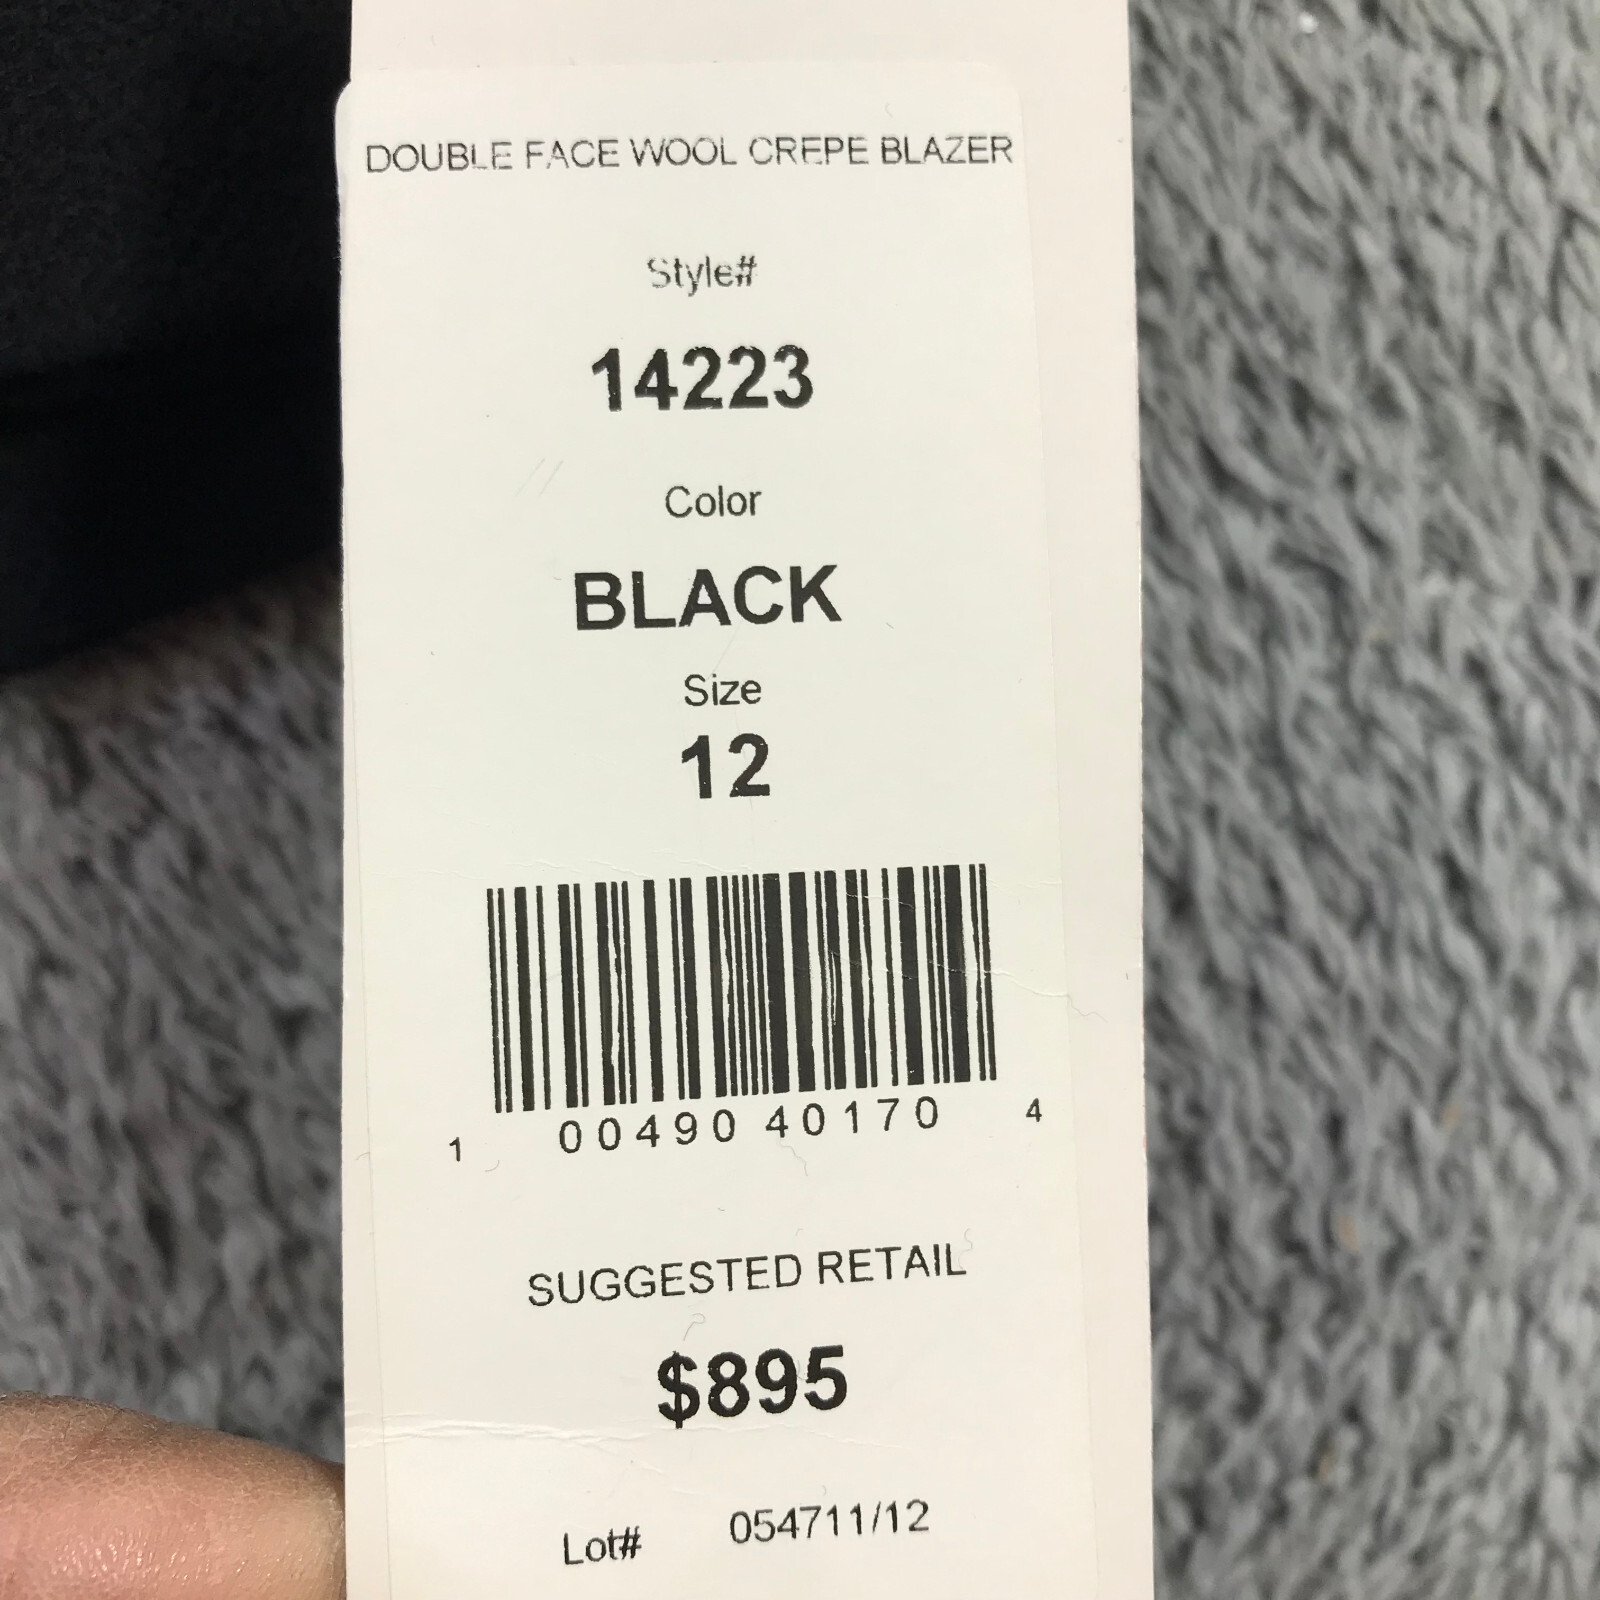 DOUBLE FACE WOOL CREPE BLAZER
Style#
14223
Color
BLACK
Size
12
1 00490 40170 4
SUGGESTED RETAIL
$895
Lot# 054711/12